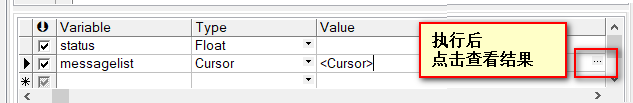 Variable Type Value
status Float
messagelist Cursor <Cursor>
执行后
点击查看结果